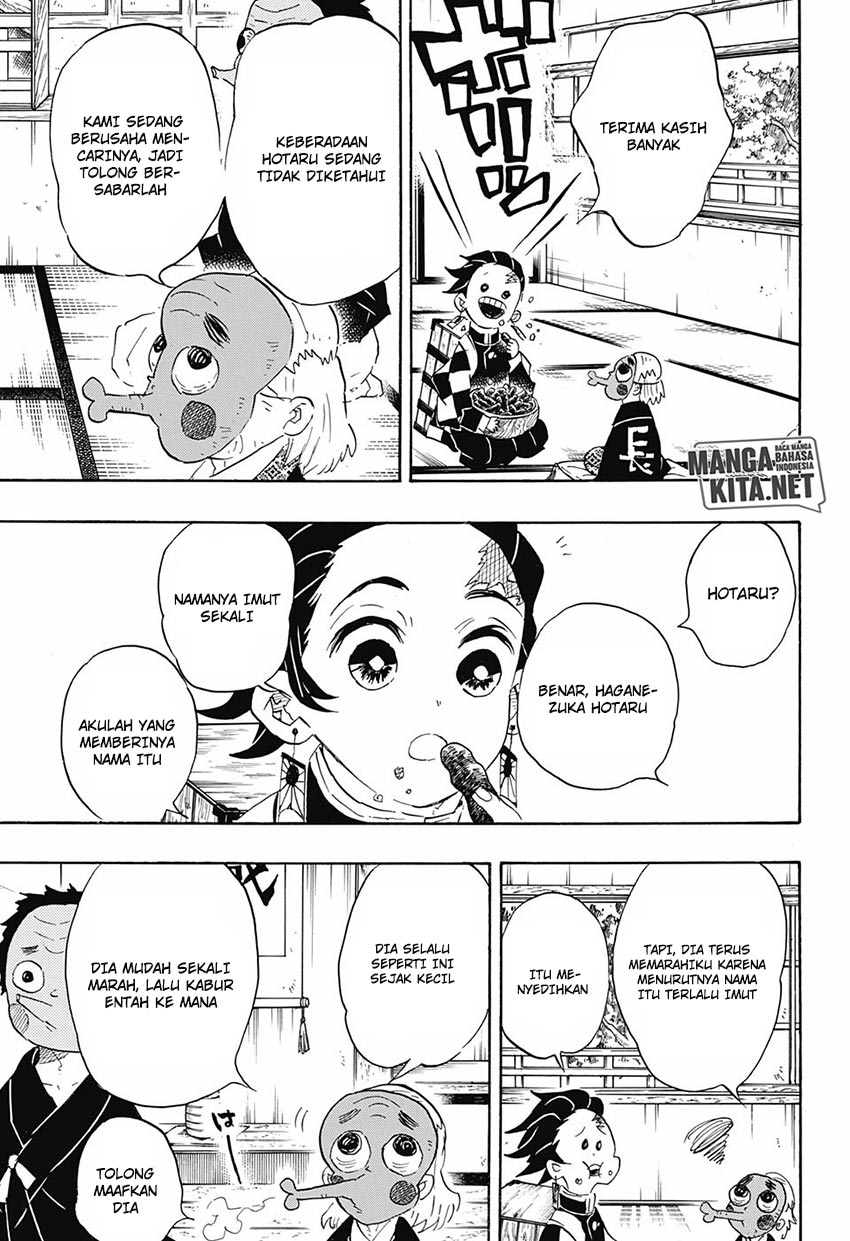 TERIMA KASIH
BANYAK
KEBERADAAN
HOTARU SEDANG
TIDAK DIKETAHUI
KAMI SEDANG
BERUSAHA MEN-
CARINYA, JADI
TOLONG BER-
SABARLAH
MANGA
KITA.NET
BACA MANGA
BAHASA
INDONESIA
HOTARU?
BENAR, HAGANE-
ZUKA HOTARU
NAMANYA IMUT
SEKALI
AKULAH YANG
MEMBERINYA
NAMA ITU
TAPI, DIA TERUS
MEMARAHIKU KARENA
MENURUTNYA NAMA
ITU TERLALU IMUT
ITU ME-
NYEDIHKAN
DIA SELALU
SEPERTI INI
SEJAK KECIL
DIA MUDAH SEKALI
MARAH, LALU KABUR
ENTAH KE MANA
は
TOLONG
MAAFKAN
DIA